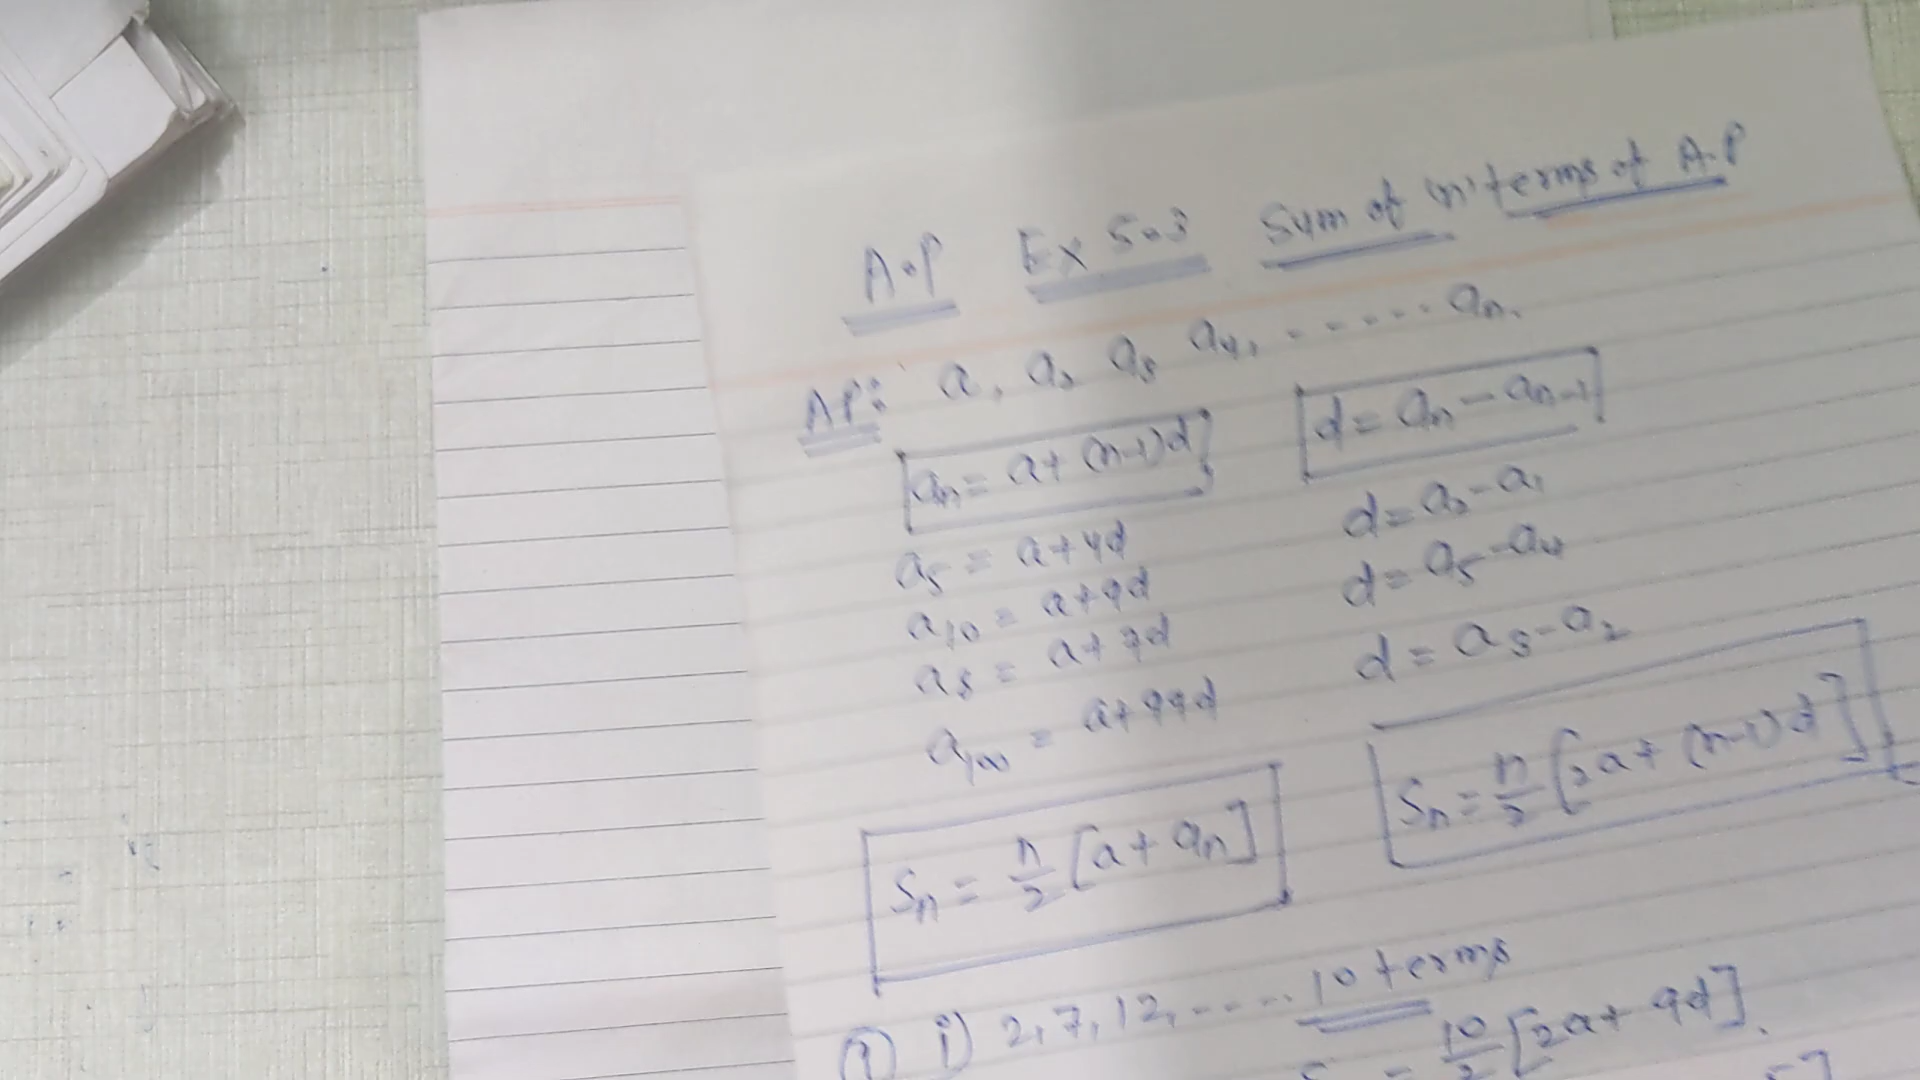 A.P Ex 5.3 Sum of 'n' terms of A.P
AP: a, a₂ a₃ a₄, ...... aₙ.
aₙ = a + (n-1)d d = aₙ - aₙ₋₁
a₅ = a+4d d = a₂ - a₁
a₁₀ = a+9d d = a₅ - a₄
a₈ = a+7d d = a₃ - a₂
a₁₀₀ = a+99d
Sₙ = n/2 [a + aₙ] Sₙ = n/2 [2a + (n-1)d]
① i) 2, 7, 12, .... 10 terms
= 10/2 [2a + 9d].